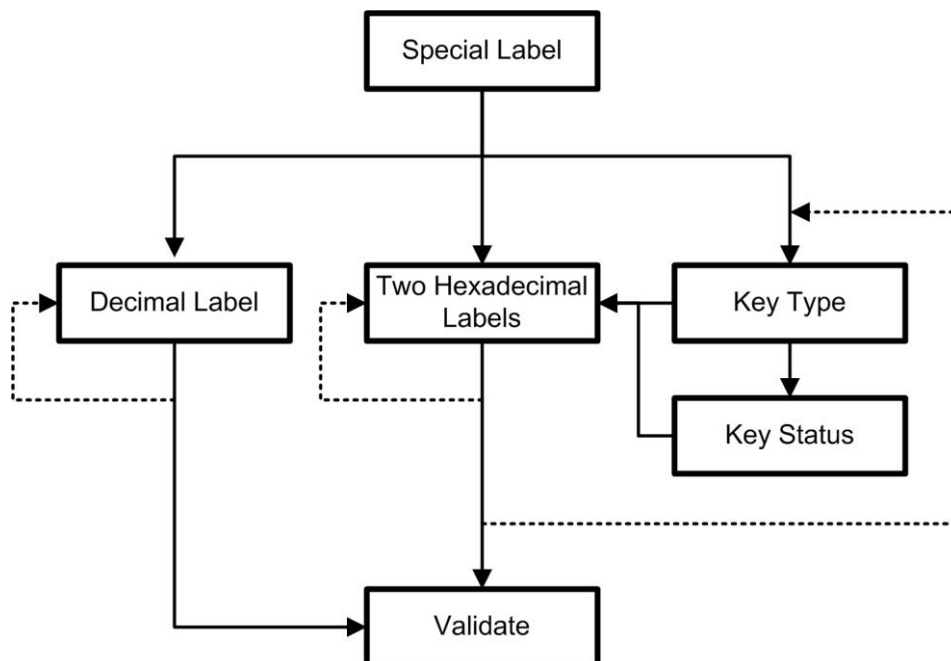 Special Label
Decimal Label
Two Hexadecimal
Labels
Key Type
Key Status
Validate